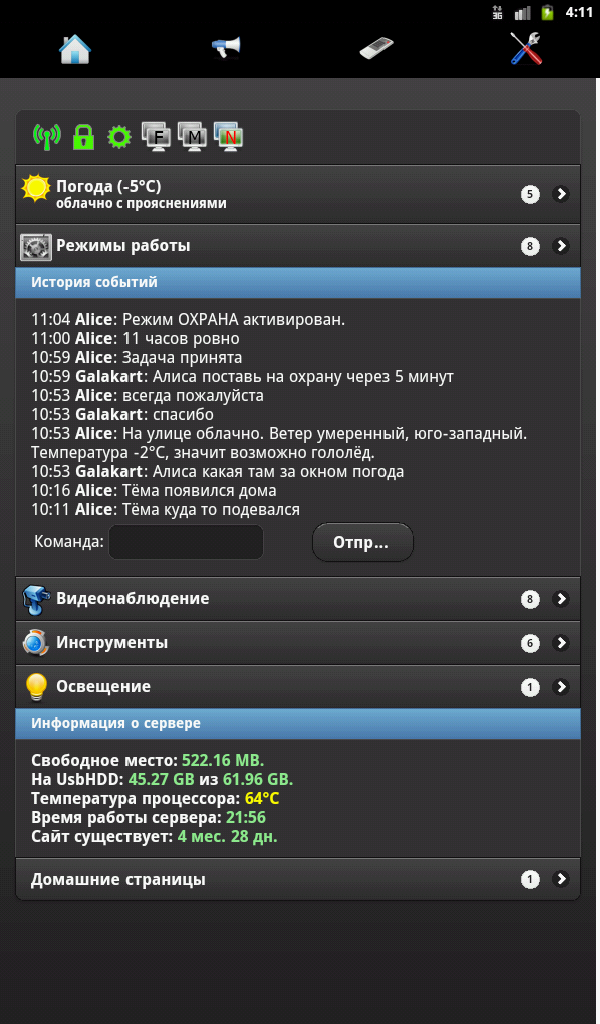 3G 4:11
F M N
Погода (-5°C) 5
облачно с прояснениями
Режимы работы 8
История событий
11:04 Alice: Режим ОХРАНА активирован.
11:00 Alice: 11 часов ровно
10:59 Alice: Задача принята
10:59 Galakart: Алиса поставь на охрану через 5 минут
10:53 Alice: всегда пожалуйста
10:53 Galakart: спасибо
10:53 Alice: На улице облачно. Ветер умеренный, юго-западный.
Температура -2°C, значит возможно гололёд.
10:53 Galakart: Алиса какая там за окном погода
10:16 Alice: Тёма появился дома
10:11 Alice: Тёма куда то подевался
Команда: Отпр...
Видеонаблюдение 8
Инструменты 6
Освещение 1
Информация о сервере
Свободное место: 522.16 MB.
На UsbHDD: 45.27 GB из 61.96 GB.
Температура процессора: 64°C
Время работы сервера: 21:56
Сайт существует: 4 мес. 28 дн.
Домашние страницы 1